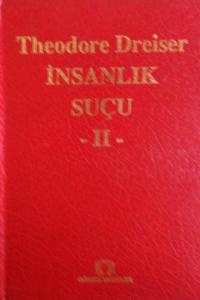 Theodore Dreiser
İNSANLIK
SUÇU
- II -